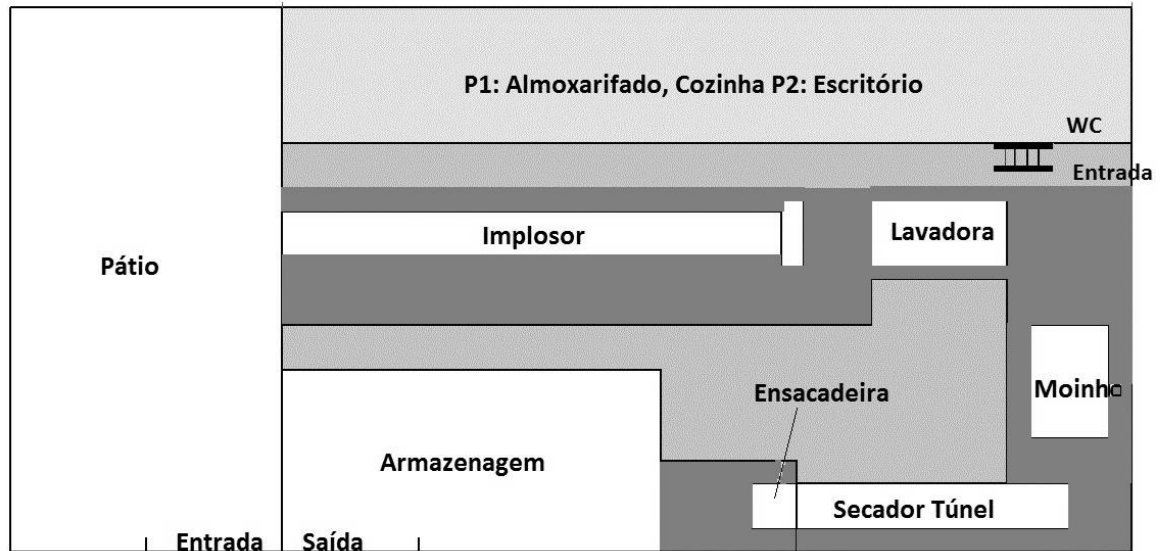 P1: Almoxarifado, Cozinha P2: Escritório
WC
Entrada
Implosor
Lavadora
Pátio
Moinho
Ensacadeira
Armazenagem
Secador Túnel
Entrada
Saída